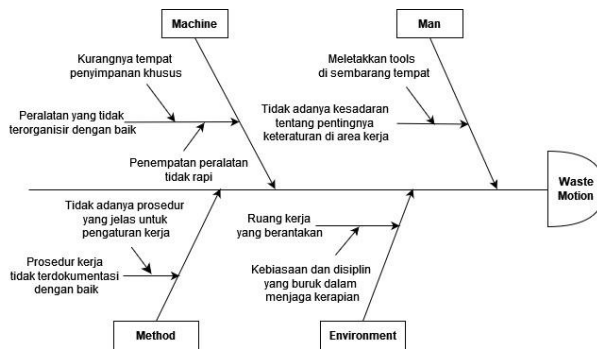 Machine
Man
Kurangnya tempat
penyimpanan khusus
Meletakkan tools
di sembarang tempat
Peralatan yang tidak
terorganisir dengan baik
Tidak adanya kesadaran
tentang pentingnya
keteraturan di area kerja
Penempatan peralatan
tidak rapi
Waste
Motion
Tidak adanya prosedur
yang jelas untuk
pengaturan kerja
Ruang kerja
yang berantakan
Prosedur kerja
tidak terdokumentasi
dengan baik
Kebiasaan dan disiplin
yang buruk dalam
menjaga kerapian
Method
Environment